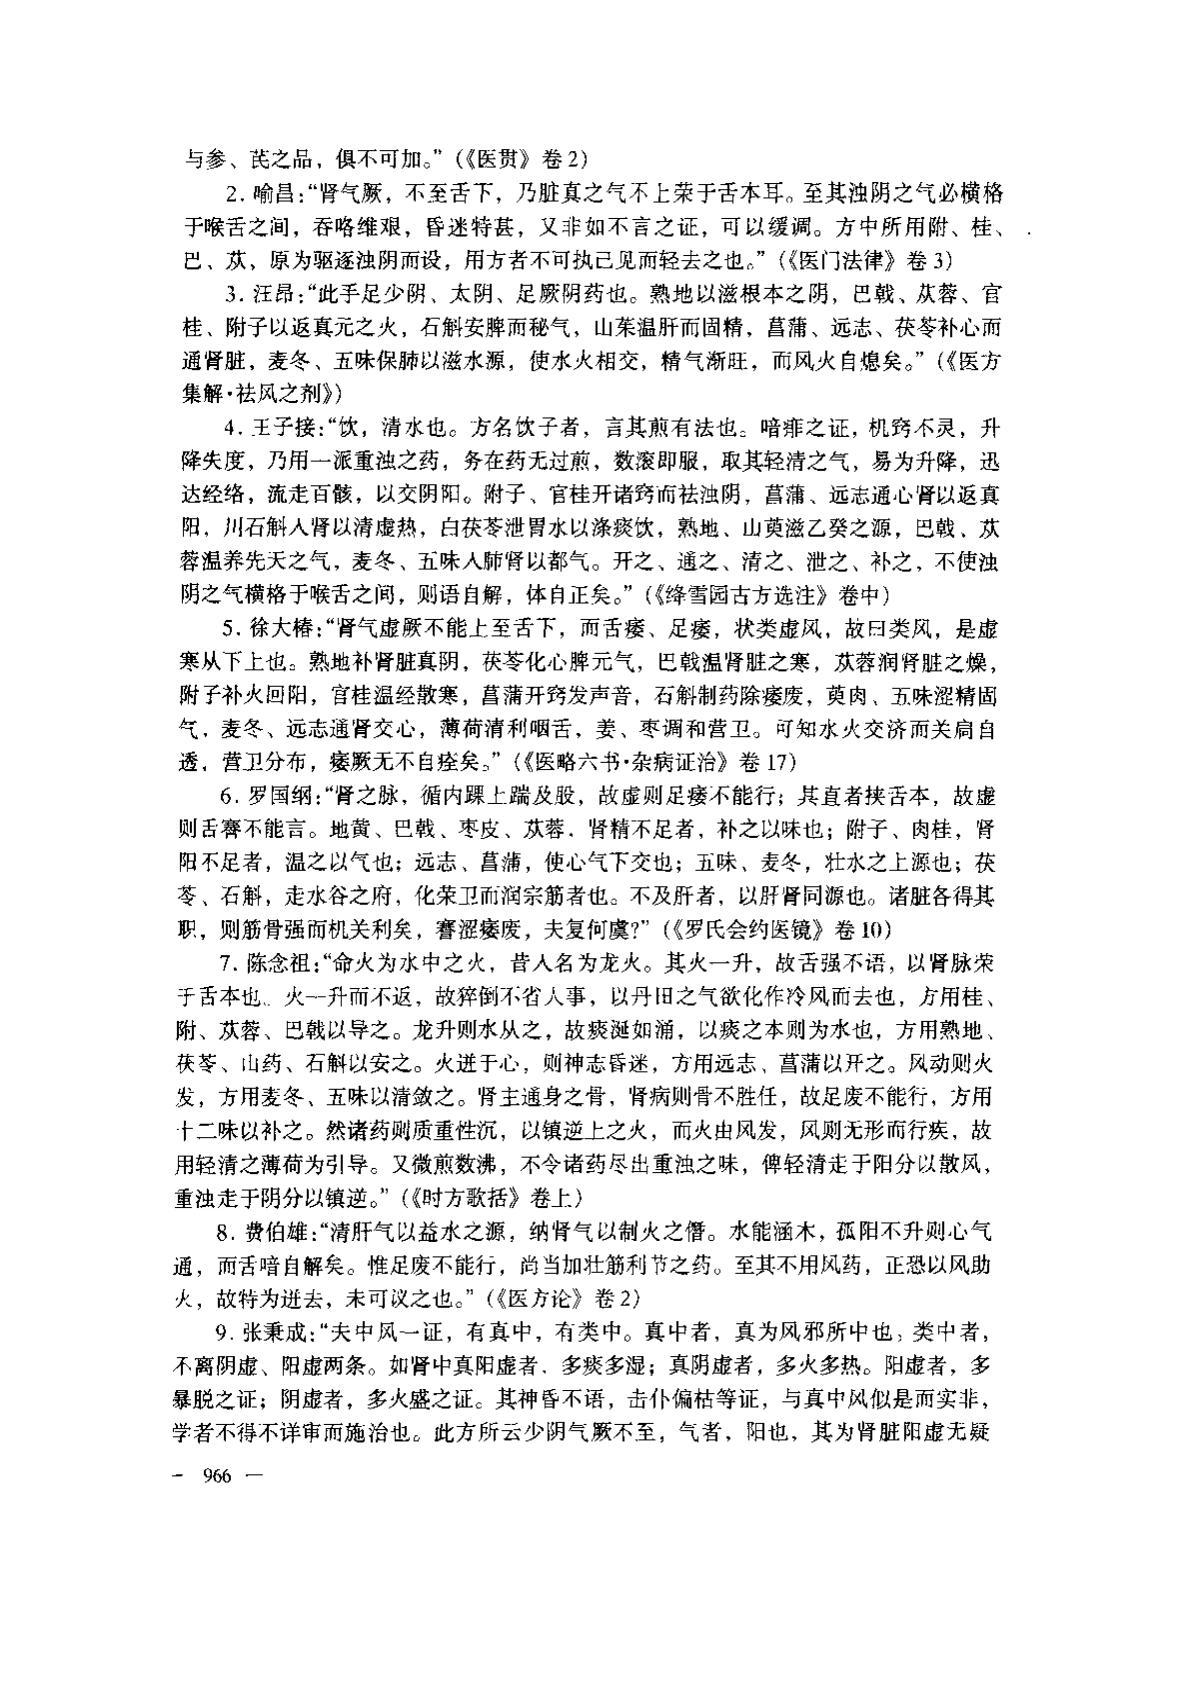 与参、芪之品，俱不可加。”（《医贯》卷2）
2. 喻昌：“肾气厥，不至舌下，乃脏真之气不上荣于舌本耳。至其浊阴之气必横格
于喉舌之间，吞咯维艰，昏迷特甚，又非如不言之证，可以缓调。方中所用附、桂、
巴、苁，原为驱逐浊阴而设，用方者不可执己见而轻去之也。”（《医门法律》卷3）
3. 汪昂：“此手足少阴、太阴、足厥阴药也。熟地以滋根本之阴，巴戟、苁蓉、官
桂、附子以返真元之火，石斛安脾而秘气，山茱温肝而固精，菖蒲、远志、茯苓补心而
通肾脏，麦冬、五味保肺以滋水源，使水火相交，精气渐旺，而风火自熄矣。”（《医方
集解·祛风之剂》）
4. 王子接：“饮，清水也。方名饮子者，言其煎有法也。喑痱之证，机窍不灵，升
降失度，乃用一派重浊之药，务在药无过煎，数滚即服，取其轻清之气，易为升降，迅
达经络，流走百骸，以交阴阳。附子、官桂开诸窍而祛浊阴，菖蒲、远志通心肾以返真
阳，川石斛入肾以清虚热，白茯苓泄胃水以涤痰饮，熟地、山萸滋乙癸之源，巴戟、苁
蓉温养先天之气，麦冬、五味入肺肾以都气。开之、通之、清之、泄之、补之，不使浊
阴之气横格于喉舌之间，则语自解，体自正矣。”（《绛雪园古方选注》卷中）
5. 徐大椿：“肾气虚厥不能上至舌下，而舌痿、足痿，状类虚风，故曰类风，是虚
寒从下上也。熟地补肾脏真阴，茯苓化心脾元气，巴戟温肾脏之寒，苁蓉润肾脏之燥，
附子补火回阳，官桂温经散寒，菖蒲开窍发声音，石斛制药除痿废，萸肉、五味涩精固
气，麦冬、远志通肾交心，薄荷清利咽舌，姜、枣调和营卫。可知水火交济而关扃自
透，营卫分布，痿厥无不自痊矣。”（《医略六书·杂病证治》卷17）
6. 罗国纲：“肾之脉，循内踝上踹及股，故虚则足痿不能行；其直者挟舌本，故虚
则舌謇不能言。地黄、巴戟、枣皮、苁蓉，肾精不足者，补之以味也；附子、肉桂，肾
阳不足者，温之以气也；远志、菖蒲，使心气下交也；五味、麦冬，壮水之上源也；茯
苓、石斛，走水谷之府，化荣卫而润宗筋者也。不及肝者，以肝肾同源也。诸脏各得其
职，则筋骨强而机关利矣，謇涩痿废，夫复何虞?”（《罗氏会约医镜》卷10）
7. 陈念祖：“命火为水中之火，昔人名为龙火。其火一升，故舌强不语，以肾脉荣
于舌本也。火一升而不返，故猝倒不省人事，以丹田之气欲化作冷风而去也，方用桂、
附、苁蓉、巴戟以导之。龙升则水从之，故痰涎如涌，以痰之本则为水也，方用熟地、
茯苓、山药、石斛以安之。火迸于心，则神志昏迷，方用远志、菖蒲以开之。风动则火
发，方用麦冬、五味以清敛之。肾主通身之骨，肾病则骨不胜任，故足废不能行，方用
十二味以补之。然诸药则质重性沉，以镇逆上之火，而火由风发，风则无形而行疾，故
用轻清之薄荷为引导。又微煎数沸，不令诸药尽出重浊之味，俾轻清走于阳分以散风，
重浊走于阴分以镇逆。”（《时方歌括》卷上）
8. 费伯雄：“清肝气以益水之源，纳肾气以制火之僭。水能涵木，孤阳不升则心气
通，而舌喑自解矣。惟足废不能行，尚当加壮筋利节之药。至其不用风药，正恐以风助
火，故特为迸去，未可议之也。”（《医方论》卷2）
9. 张秉成：“夫中风一证，有真中，有类中。真中者，真为风邪所中也；类中者，
不离阴虚、阳虚两条。如肾中真阳虚者，多痰多湿；真阴虚者，多火多热。阳虚者，多
暴脱之证；阴虚者，多火盛之证。其神昏不语，击仆偏枯等证，与真中风似是而实非，
学者不得不详审而施治也。此方所云少阴气厥不至，气者，阳也，其为肾脏阳虚无疑
- 966 —